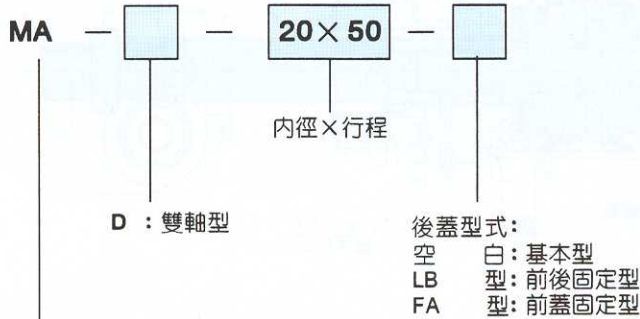 MA — — 20×50 —
內徑×行程
D：雙軸型
後蓋型式：
空 白：基本型
LB 型：前後固定型
FA 型：前蓋固定型